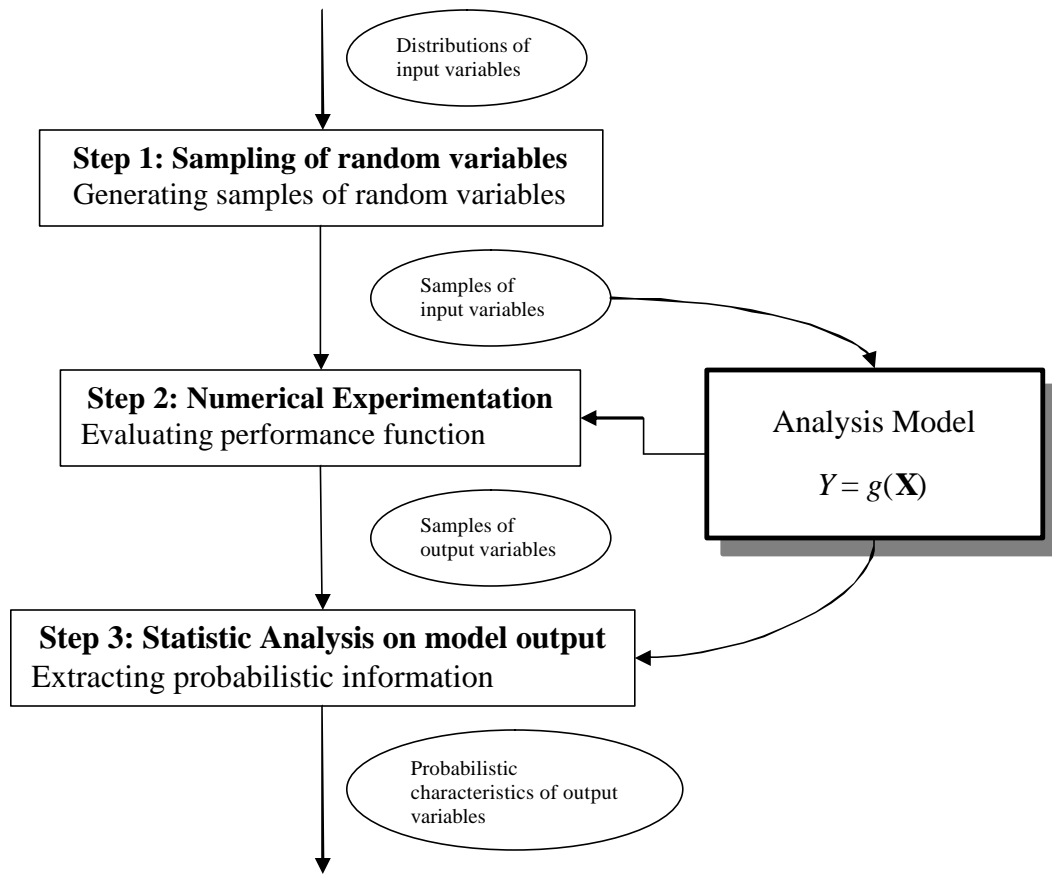 Distributions of
input variables
Step 1: Sampling of random variables
Generating samples of random variables
Samples of
input variables
Step 2: Numerical Experimentation
Evaluating performance function
Analysis Model
Y = g(X)
Samples of
output variables
Step 3: Statistic Analysis on model output
Extracting probabilistic information
Probabilistic
characteristics of output
variables